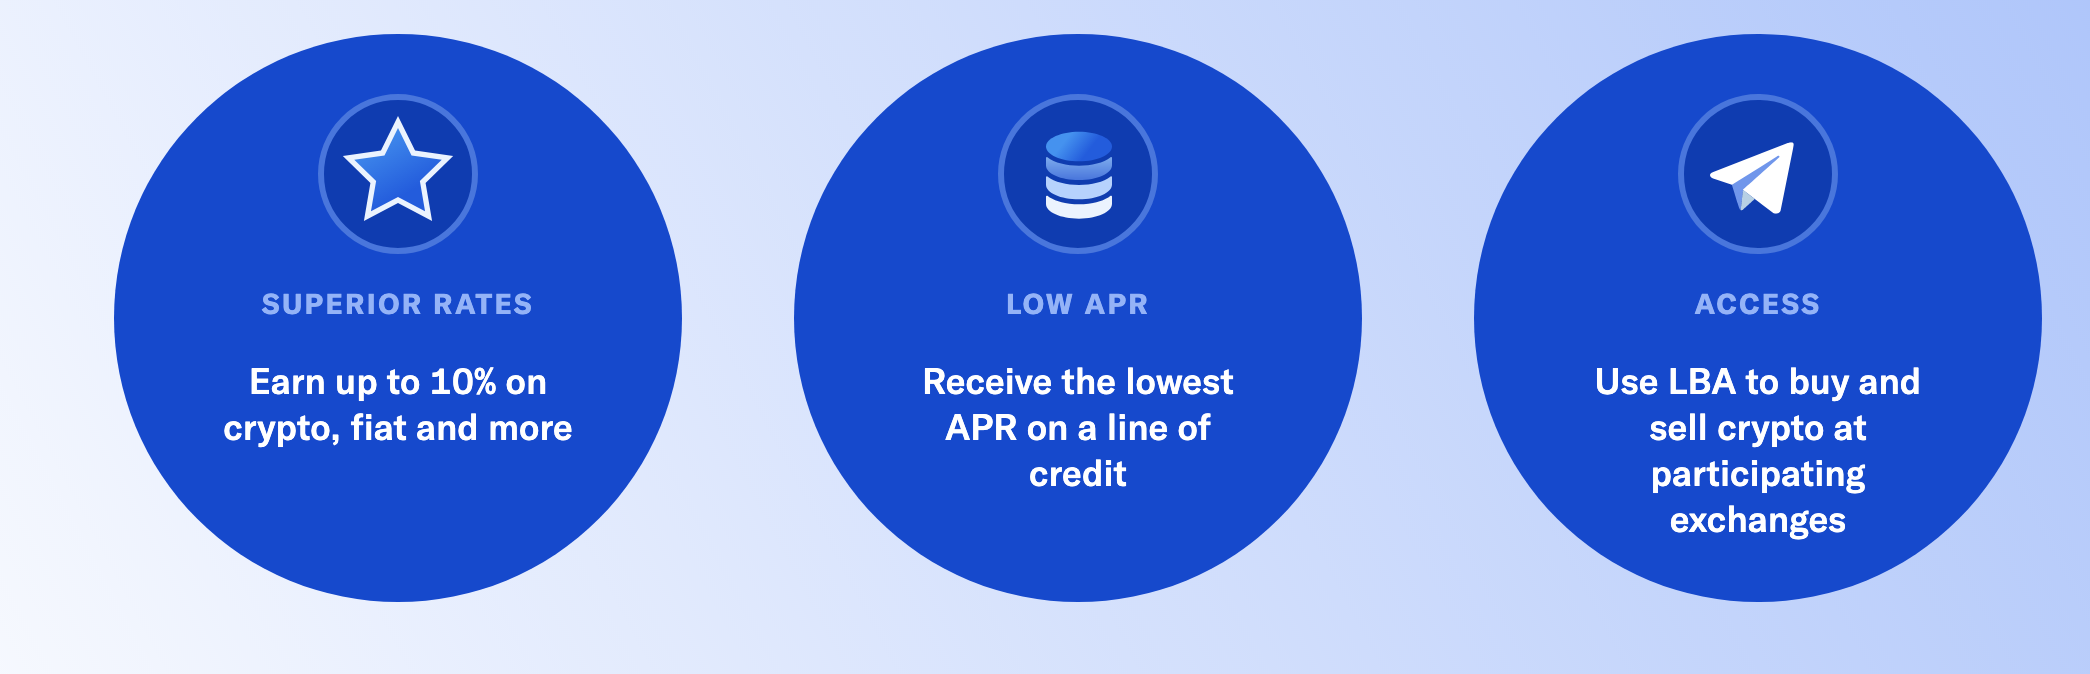 SUPERIOR RATES
Earn up to 10% on
crypto, fiat and more
LOW APR
Receive the lowest
APR on a line of
credit
ACCESS
Use LBA to buy and
sell crypto at
participating
exchanges